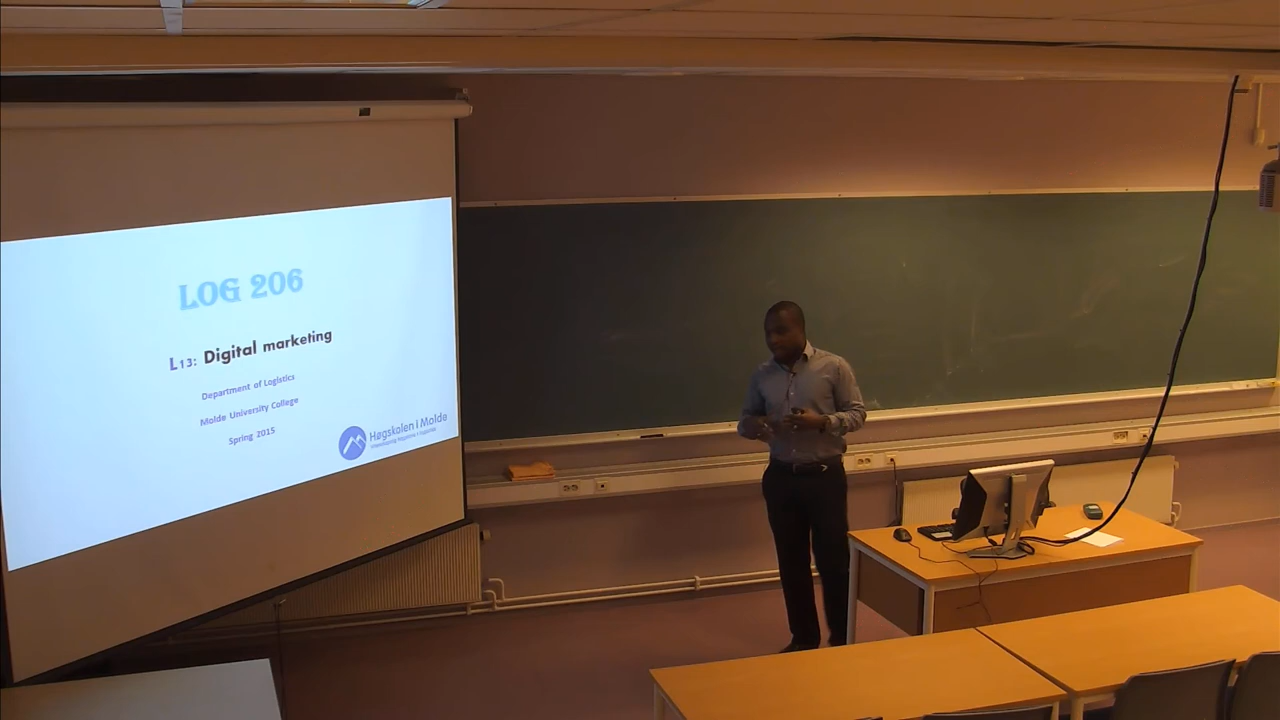 LOG 206
L13: Digital marketing
Department of Logistics
Molde University College
Spring 2015
Høgskolen i Molde